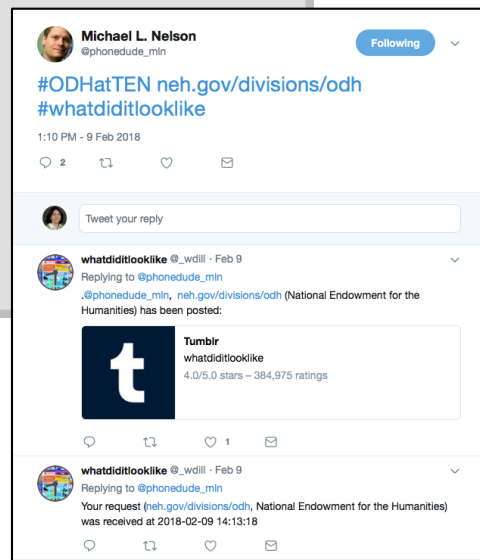 Michael L. Nelson
@phonedude_mln
Following
#ODHatTEN neh.gov/divisions/odh
#whatdiditlooklike
1:10 PM - 9 Feb 2018
2
Tweet your reply
whatdiditlooklike @_wdill · Feb 9
Replying to @phonedude_mln
.@phonedude_mln, neh.gov/divisions/odh (National Endowment for the
Humanities) has been posted:
t
Tumblr
whatdiditlooklike
4.0/5.0 stars – 384,975 ratings
1
whatdiditlooklike @_wdill · Feb 9
Replying to @phonedude_mln
Your request (neh.gov/divisions/odh, National Endowment for the Humanities)
was received at 2018-02-09 14:13:18